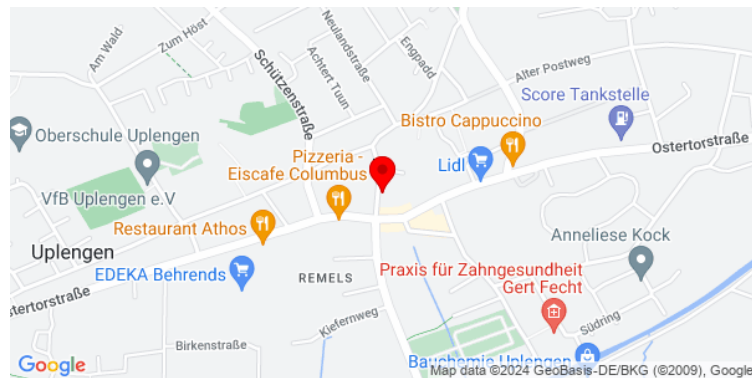 Am Wald
Zum Höst
Schützenstraße
Achtert Tuun
Neulandstraße
Engpadd
Alter Postweg
Score Tankstelle
Oberschule Uplengen
Bistro Cappuccino
Ostertorstraße
Pizzeria -
Eiscafe Columbus
Lidl
VfB Uplengen e.V
Restaurant Athos
Anneliese Kock
Uplengen
EDEKA Behrends
REMELS
Praxis für Zahngesundheit
Gert Fecht
Ostertorstraße
Kiefernweg
Südring
Birkenstraße
Bauchemie Uplengen
Google
Map data ©2024 GeoBasis-DE/BKG (©2009), Google